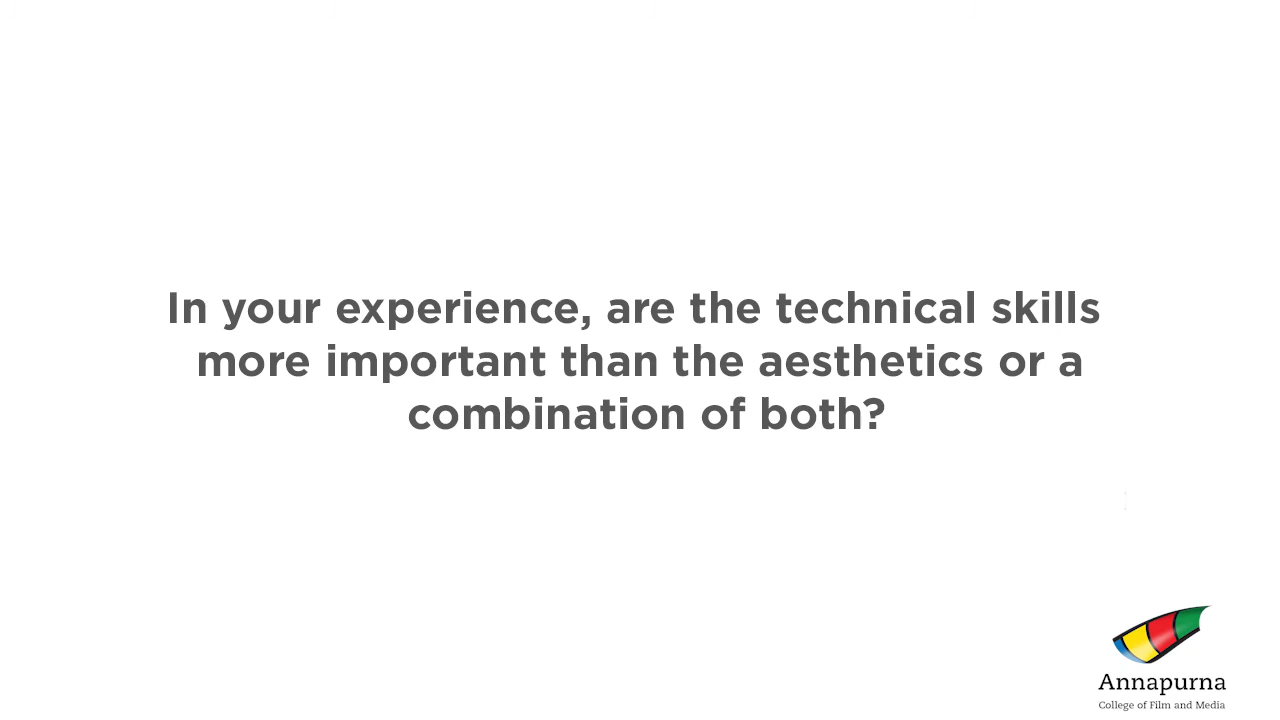 In your experience, are the technical skills
more important than the aesthetics or a
combination of both?
Annapurna
College of Film and Media